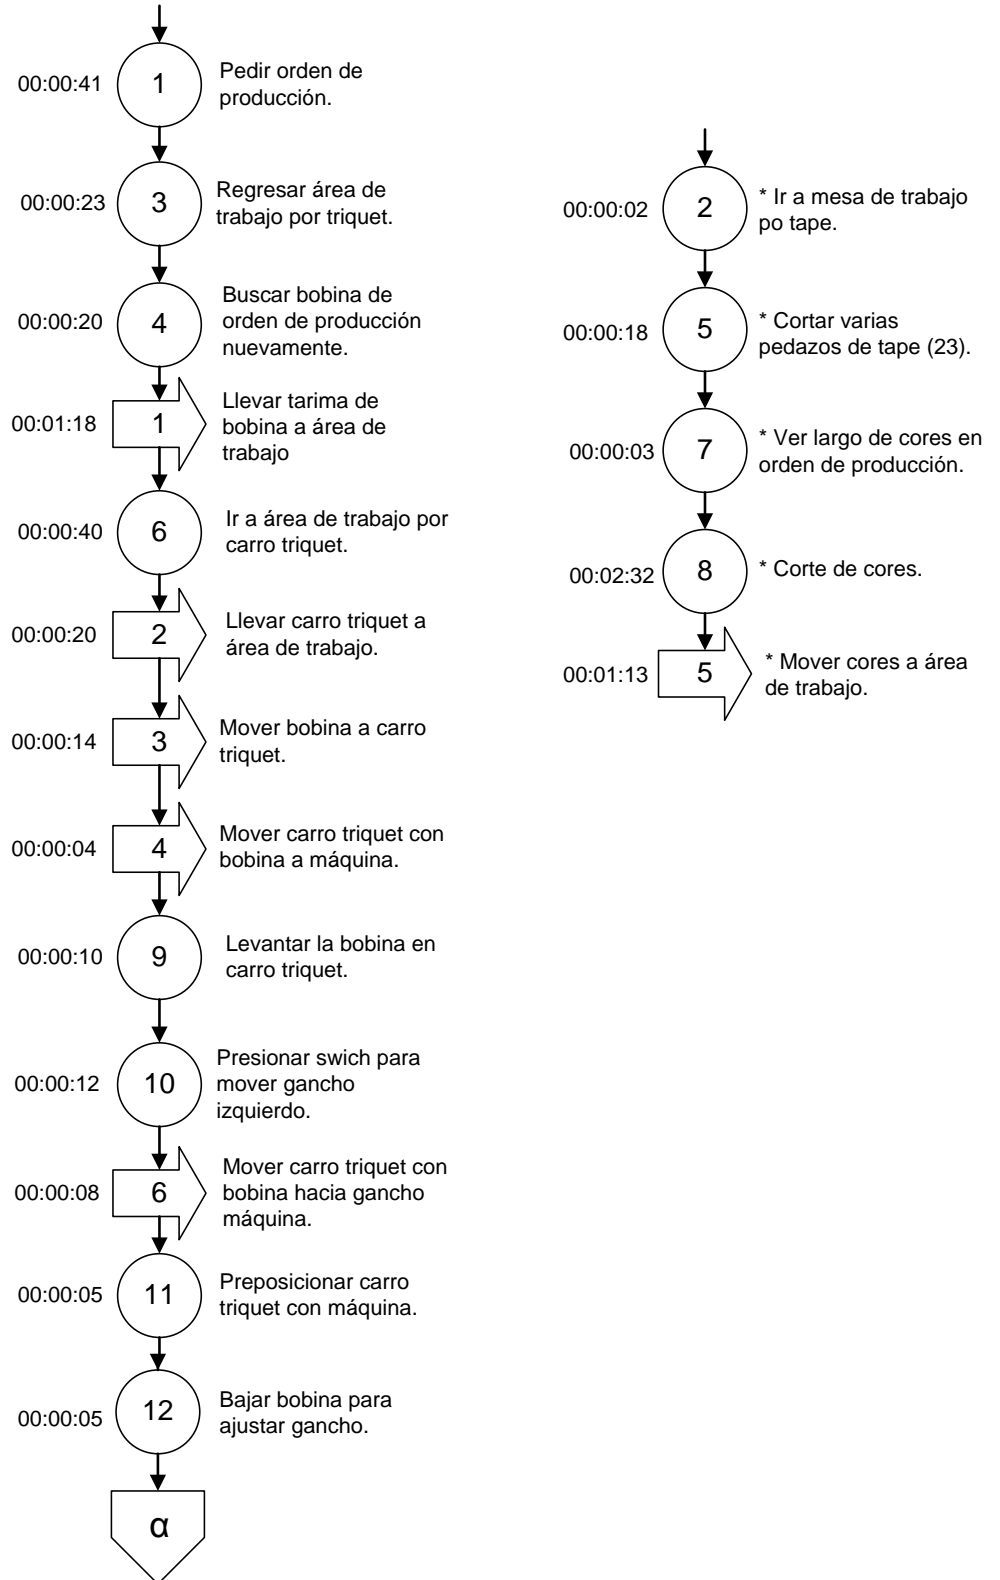 00:00:41
1
Pedir orden de
producción.
00:00:23
3
Regresar área de
trabajo por triquet.
00:00:20
4
Buscar bobina de
orden de producción
nuevamente.
00:01:18
1
Llevar tarima de
bobina a área de
trabajo
00:00:40
6
Ir a área de trabajo por
carro triquet.
00:00:20
2
Llevar carro triquet a
área de trabajo.
00:00:14
3
Mover bobina a carro
triquet.
00:00:04
4
Mover carro triquet con
bobina a máquina.
00:00:10
9
Levantar la bobina en
carro triquet.
00:00:12
10
Presionar swich para
mover gancho
izquierdo.
00:00:08
6
Mover carro triquet con
bobina hacia gancho
máquina.
00:00:05
11
Preposicionar carro
triquet con máquina.
00:00:05
12
Bajar bobina para
ajustar gancho.
α
00:00:02
2
* Ir a mesa de trabajo
po tape.
00:00:18
5
* Cortar varias
pedazos de tape (23).
00:00:03
7
* Ver largo de cores en
orden de producción.
00:02:32
8
* Corte de cores.
00:01:13
5
* Mover cores a área
de trabajo.